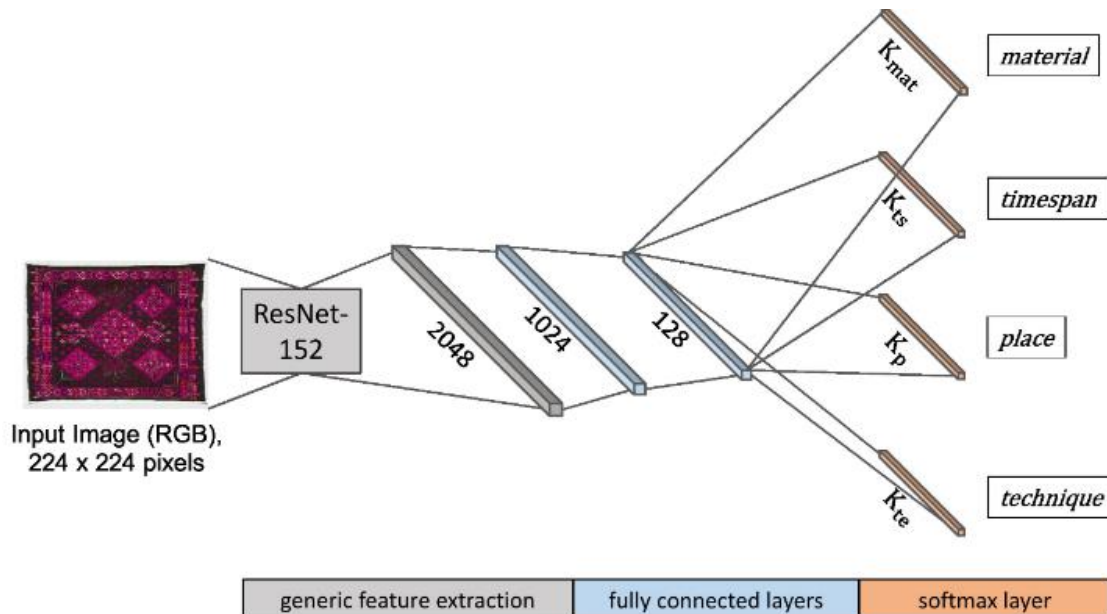 K_mat
material
K_ts
timespan
ResNet-
152
2048
1024
128
K_p
place
Input Image (RGB),
224 x 224 pixels
K_te
technique
generic feature extraction
fully connected layers
softmax layer